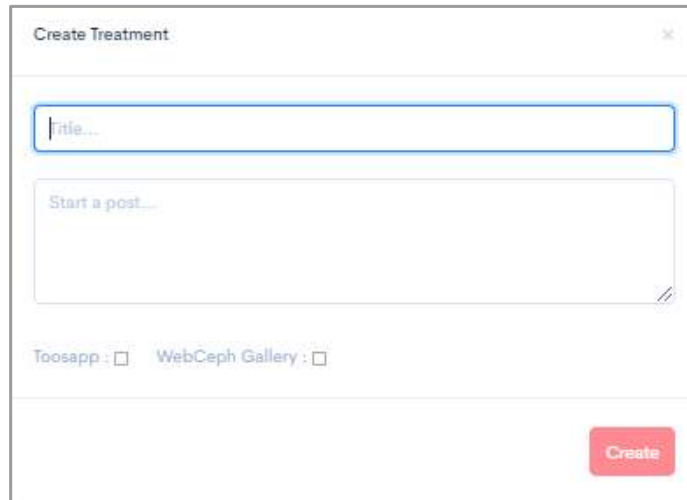 Create Treatment ×
Title...
Start a post...
Toosapp : ☐ WebCeph Gallery : ☐
Create